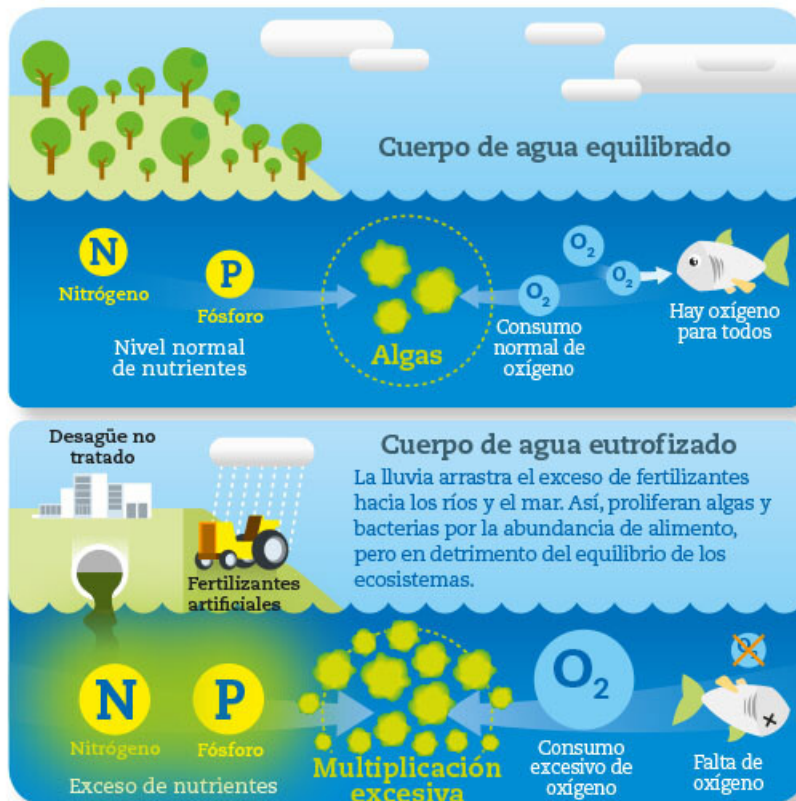 Cuerpo de agua equilibrado
N
Nitrógeno
P
Fósforo
Nivel normal
de nutrientes
Algas
O2
O2
O2
Consumo
normal de
oxígeno
Hay oxígeno
para todos
Desagüe no
tratado
Fertilizantes
artificiales
Cuerpo de agua eutrofizado
La lluvia arrastra el exceso de fertilizantes
hacia los ríos y el mar. Así, proliferan algas y
bacterias por la abundancia de alimento,
pero en detrimento del equilibrio de los
ecosistemas.
N
Nitrógeno
P
Fósforo
Exceso de nutrientes
Multiplicación
excesiva
O2
Consumo
excesivo de
oxígeno
O2
Falta de
oxígeno